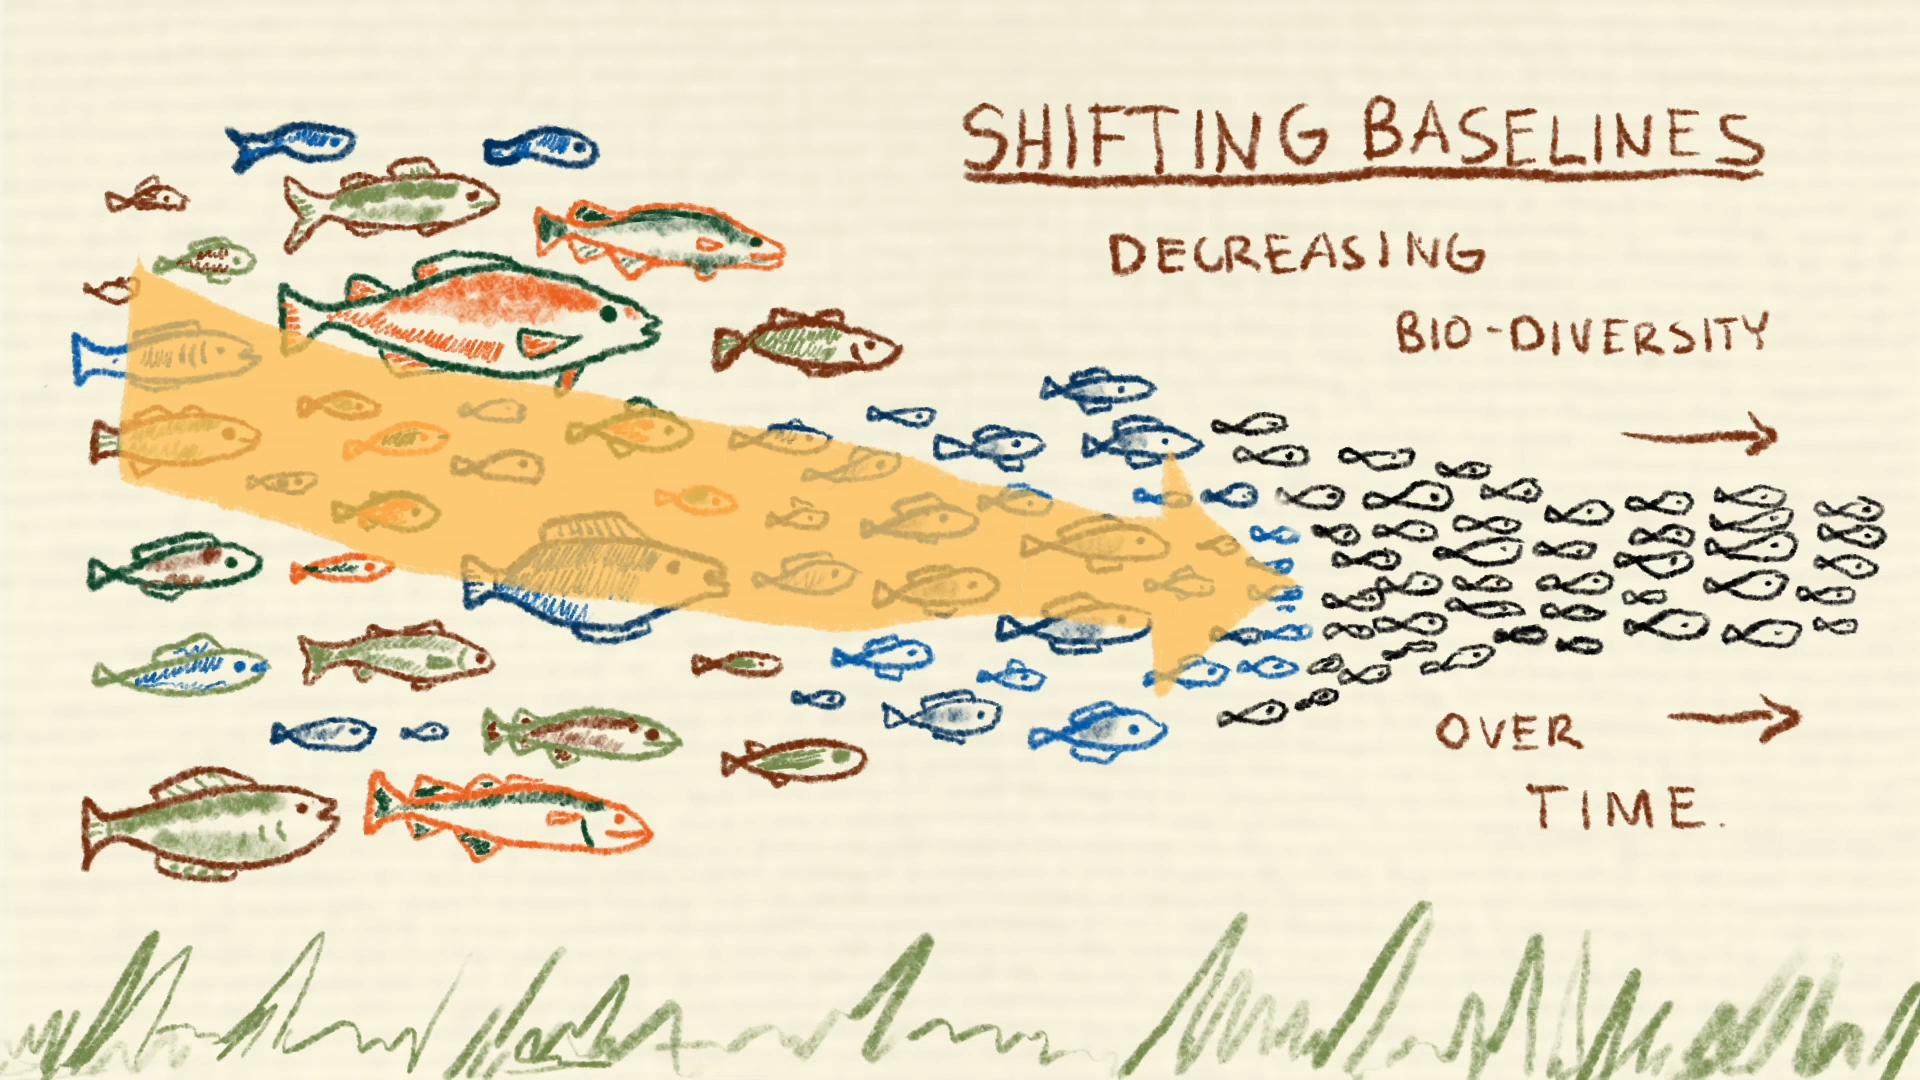 SHIFTING BASELINES
DECREASING
BIO-DIVERSITY
OVER
TIME.